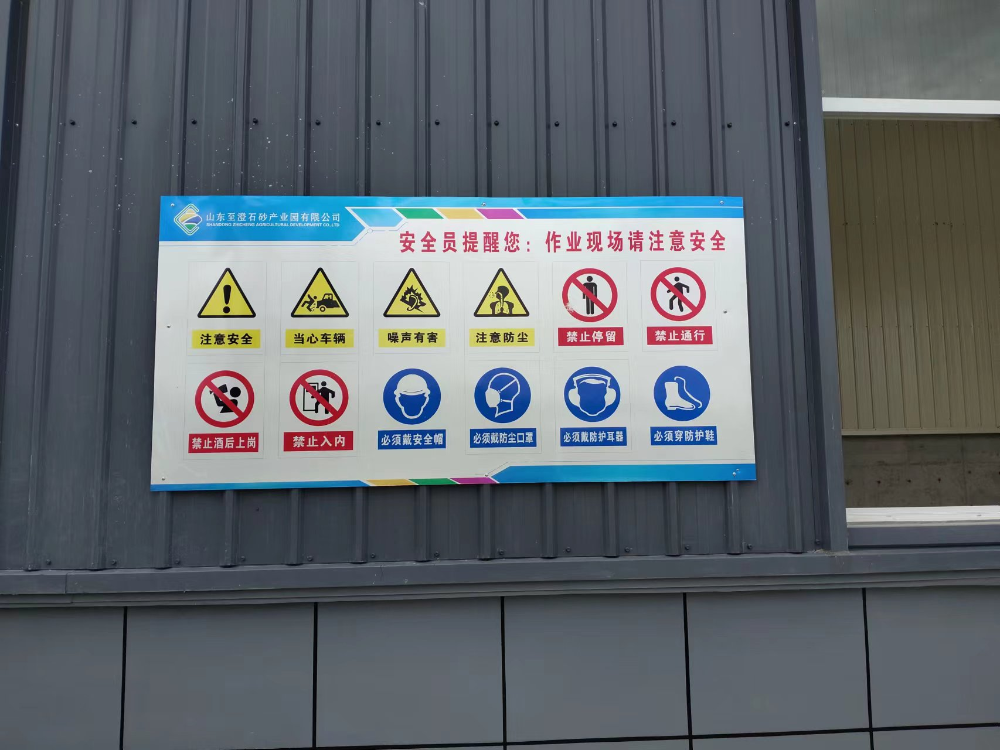 山东至澄石砂产业园有限公司
SHANDONG ZHICHENG AGRICULTURAL DEVELOPMENT CO.,LTD
安全员提醒您：作业现场请注意安全
注意安全
当心车辆
噪声有害
注意防尘
禁止停留
禁止通行
禁止酒后上岗
禁止入内
必须戴安全帽
必须戴防尘口罩
必须戴防护耳器
必须穿防护鞋